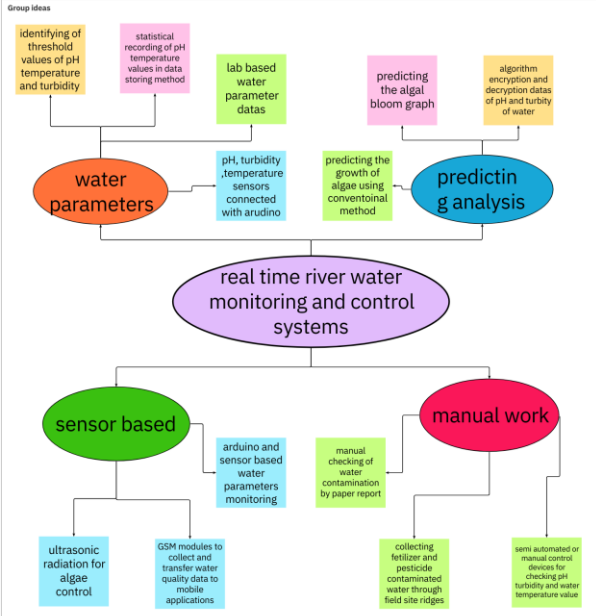 Group ideas
identifying of
threshold
values of pH
temperature
and turbidity
statistical
recording of pH
temperature
values in data
storing method
lab based
water
parameter
datas
predicting
the algal
bloom graph
algorithm
encryption and
decryption datas
of pH and turbity
of water
water
parameters
pH, turbidity
,temperature
sensors
connected
with arudino
predicting the
growth of
algae using
conventoinal
method
predictin
g analysis
real time river water
monitoring and control
systems
sensor based
arduino and
sensor based
water
parameters
monitoring
manual work
manual
checking of
water
contamination
by paper report
ultrasonic
radiation for
algae
control
GSM modules to
collect and
transfer water
quality data to
mobile
applications
collecting
fetilizer and
pesticide
contaminated
water through
field site ridges
semi automated or
manual control
devices for
checking pH
turbidity and water
temperature value